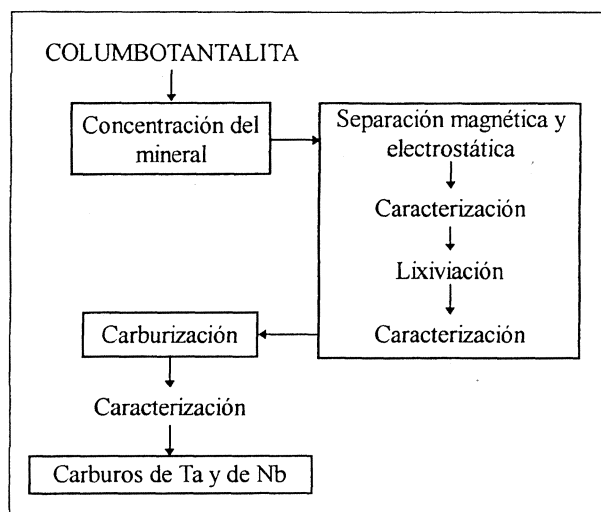 COLUMBOTANTALITA
Concentración del
mineral
Separación magnética y
electrostática
Caracterización
Lixiviación
Caracterización
Carburización
Caracterización
Carburos de Ta y de Nb